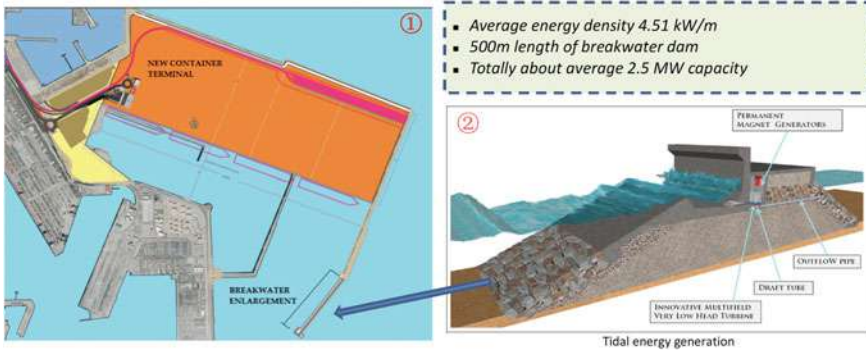 ①
NEW CONTAINER
TERMINAL
BREAKWATER
ENLARGEMENT
▪ Average energy density 4.51 kW/m
▪ 500m length of breakwater dam
▪ Totally about average 2.5 MW capacity
②
PERMANENT
MAGNET GENERATORS
OUTFLOW PIPE
DRAFT TUBE
INNOVATIVE MULTIFIELD
VERY LOW HEAD TURBINE
Tidal energy generation